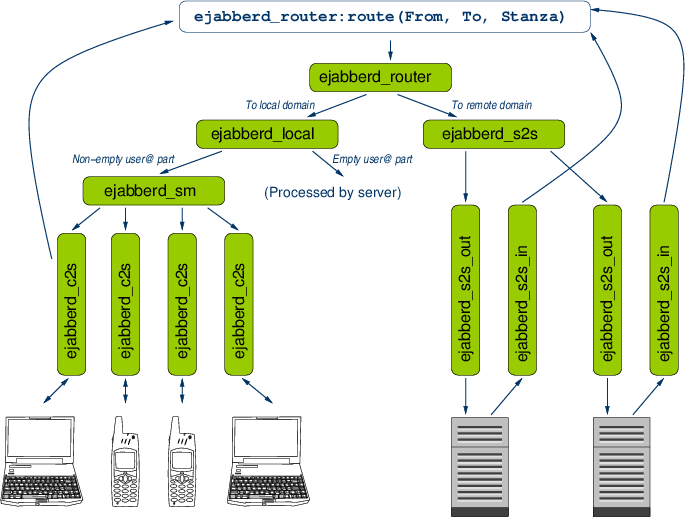 ejabberd_router:route(From, To, Stanza)
ejabberd_router
To local domain
To remote domain
ejabberd_local
ejabberd_s2s
Non-empty user@ part
Empty user@ part
ejabberd_sm
(Processed by server)
ejabberd_c2s
ejabberd_c2s
ejabberd_c2s
ejabberd_c2s
ejabberd_s2s_out
ejabberd_s2s_in
ejabberd_s2s_out
ejabberd_s2s_in